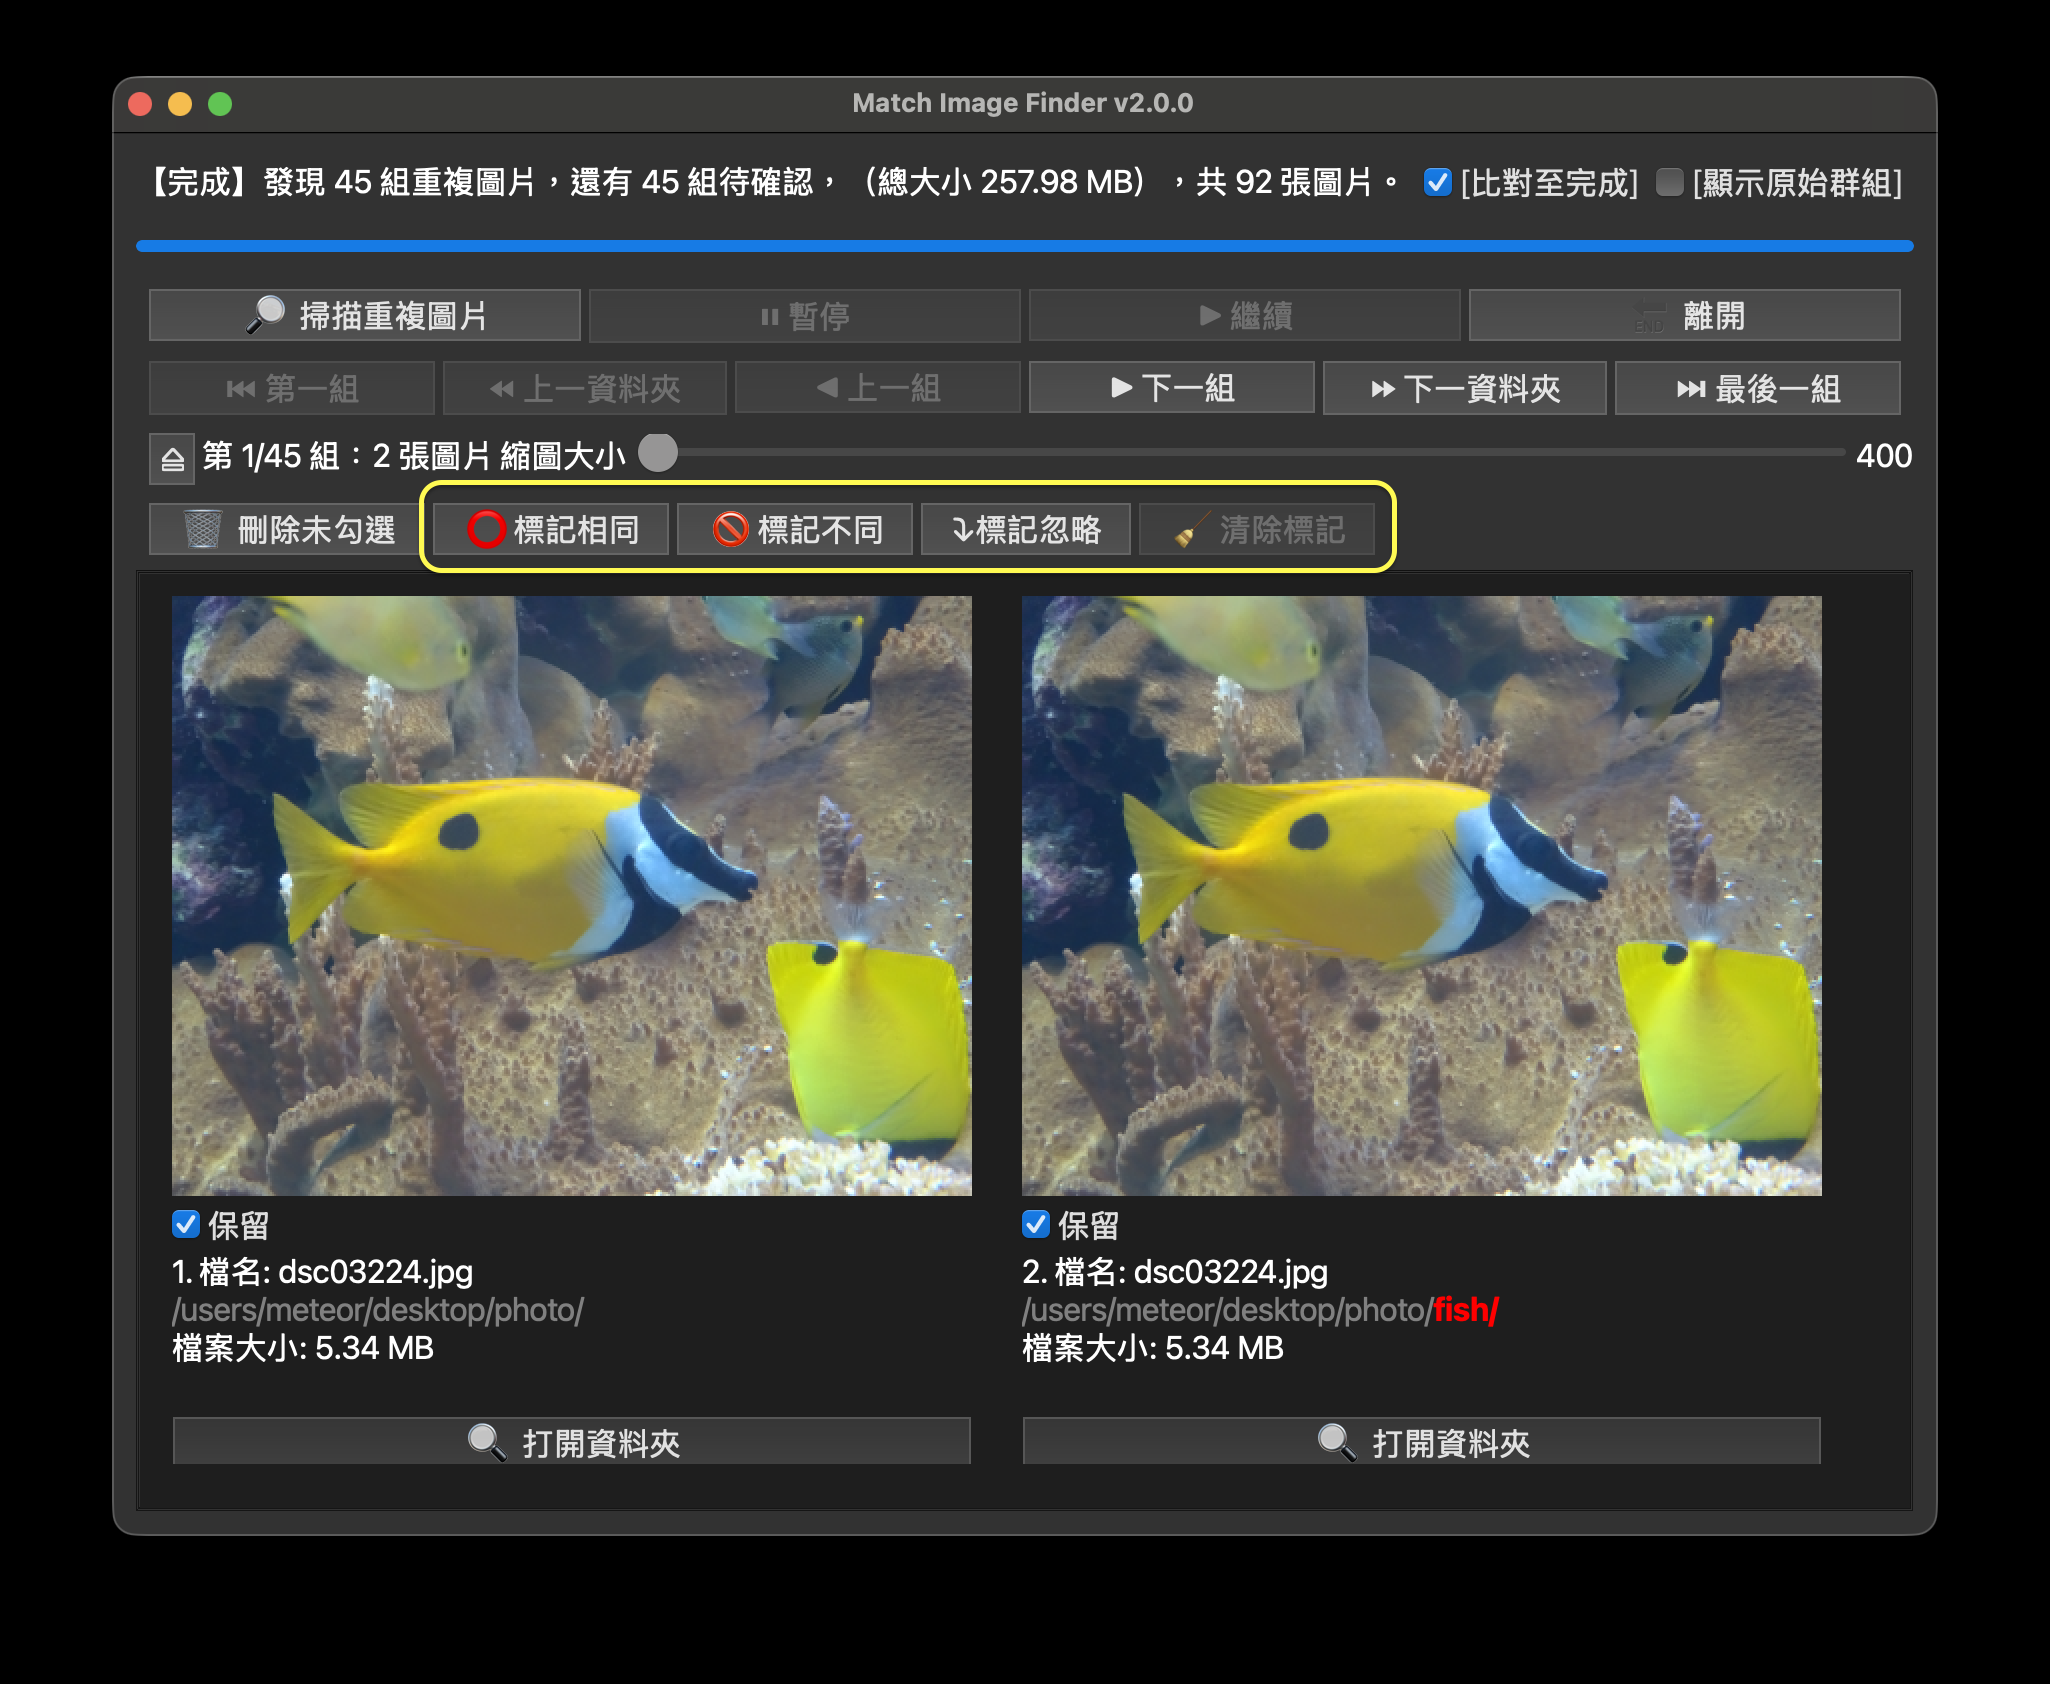 Match Image Finder v2.0.0
【完成】發現 45 組重複圖片，還有 45 組待確認，（總大小 257.98 MB），共 92 張圖片。 [比對至完成] [顯示原始群組]
掃描重複圖片 暫停 繼續 END 離開
第一組 上一資料夾 上一組 下一組 下一資料夾 最後一組
第 1/45 組：2 張圖片 縮圖大小 400
刪除未勾選 標記相同 標記不同 標記忽略 清除標記
保留
1. 檔名: dsc03224.jpg
/users/meteor/desktop/photo/
檔案大小: 5.34 MB
打開資料夾
保留
2. 檔名: dsc03224.jpg
/users/meteor/desktop/photo/fish/
檔案大小: 5.34 MB
打開資料夾